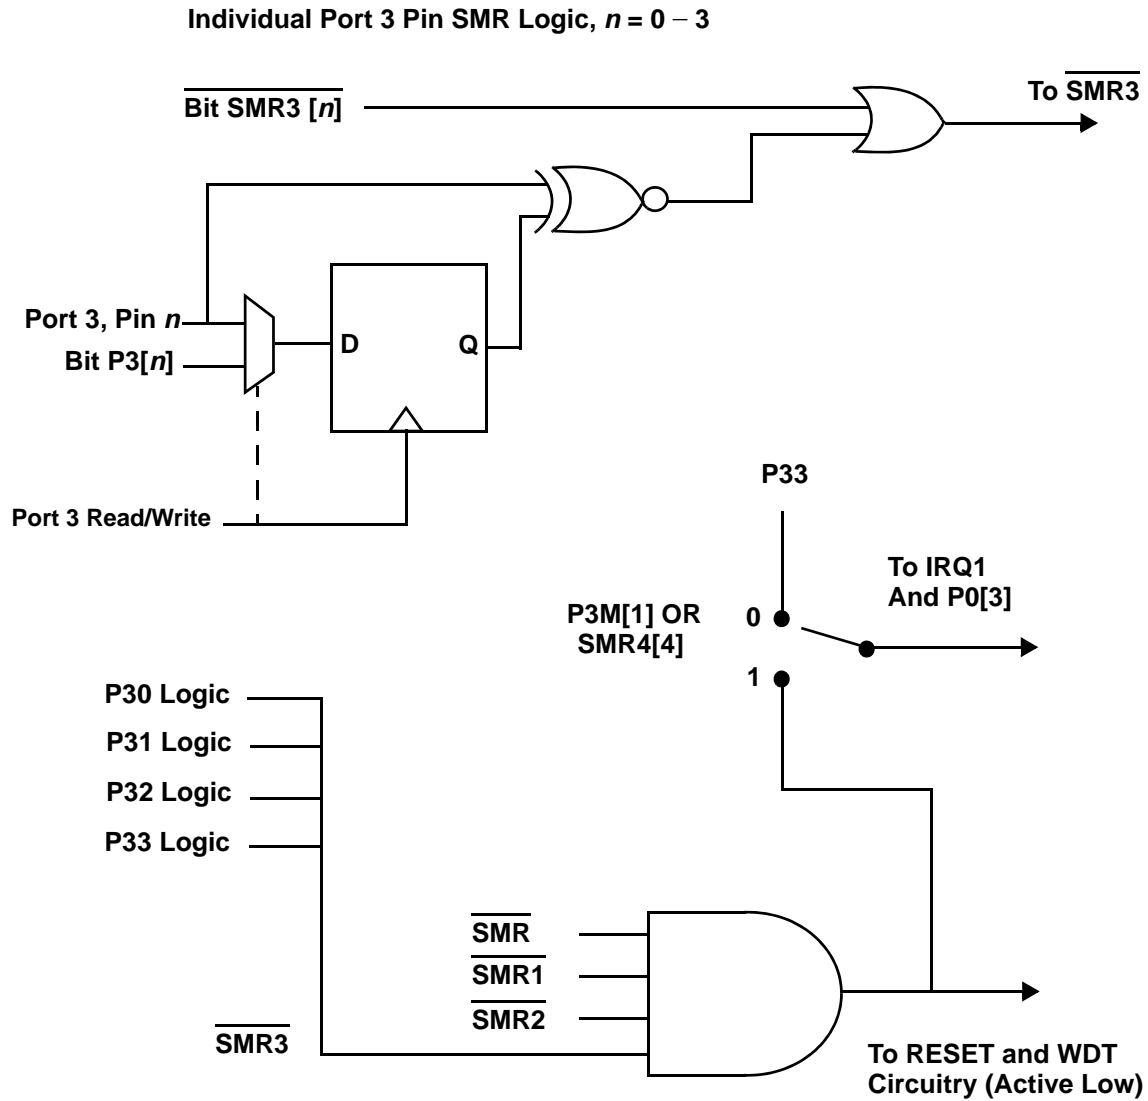 Individual Port 3 Pin SMR Logic, n = 0 – 3
Bit SMR3 [n]
To SMR3
Port 3, Pin n
Bit P3[n]
D
Q
Port 3 Read/Write
P33
To IRQ1
And P0[3]
P3M[1] OR
SMR4[4]
0
1
P30 Logic
P31 Logic
P32 Logic
P33 Logic
SMR
SMR1
SMR2
SMR3
To RESET and WDT
Circuitry (Active Low)